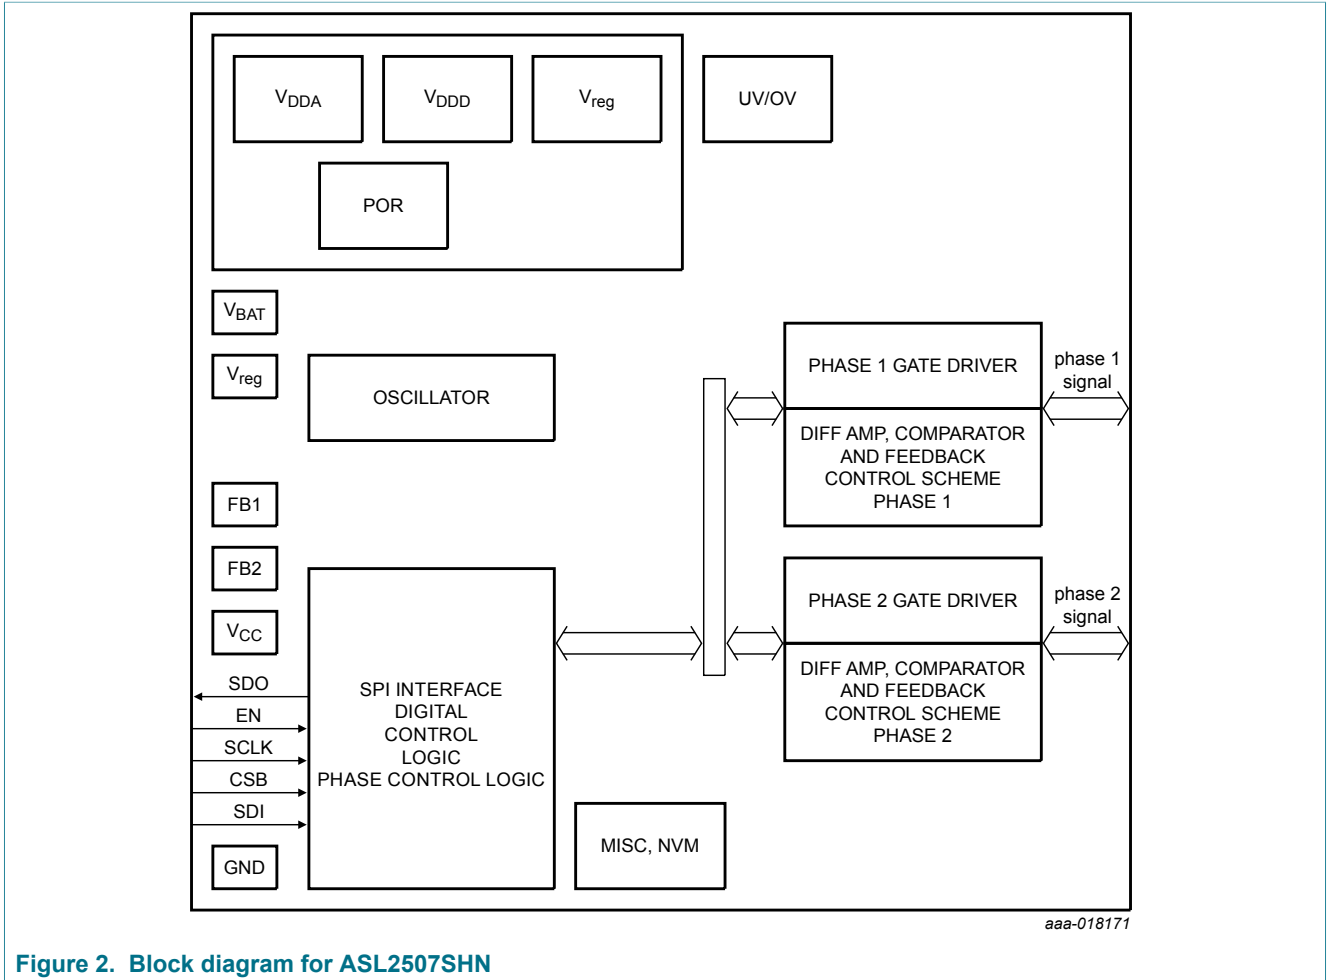 VDDA
VDDD
Vreg
UV/OV
POR
VBAT
Vreg
OSCILLATOR
PHASE 1 GATE DRIVER
phase 1
signal
DIFF AMP, COMPARATOR
AND FEEDBACK
CONTROL SCHEME
PHASE 1
FB1
FB2
VCC
PHASE 2 GATE DRIVER
phase 2
signal
DIFF AMP, COMPARATOR
AND FEEDBACK
CONTROL SCHEME
PHASE 2
SDO
EN
SCLK
CSB
SDI
SPI INTERFACE
DIGITAL
CONTROL
LOGIC
PHASE CONTROL LOGIC
MISC, NVM
GND
aaa-018171
Figure 2. Block diagram for ASL2507SHN